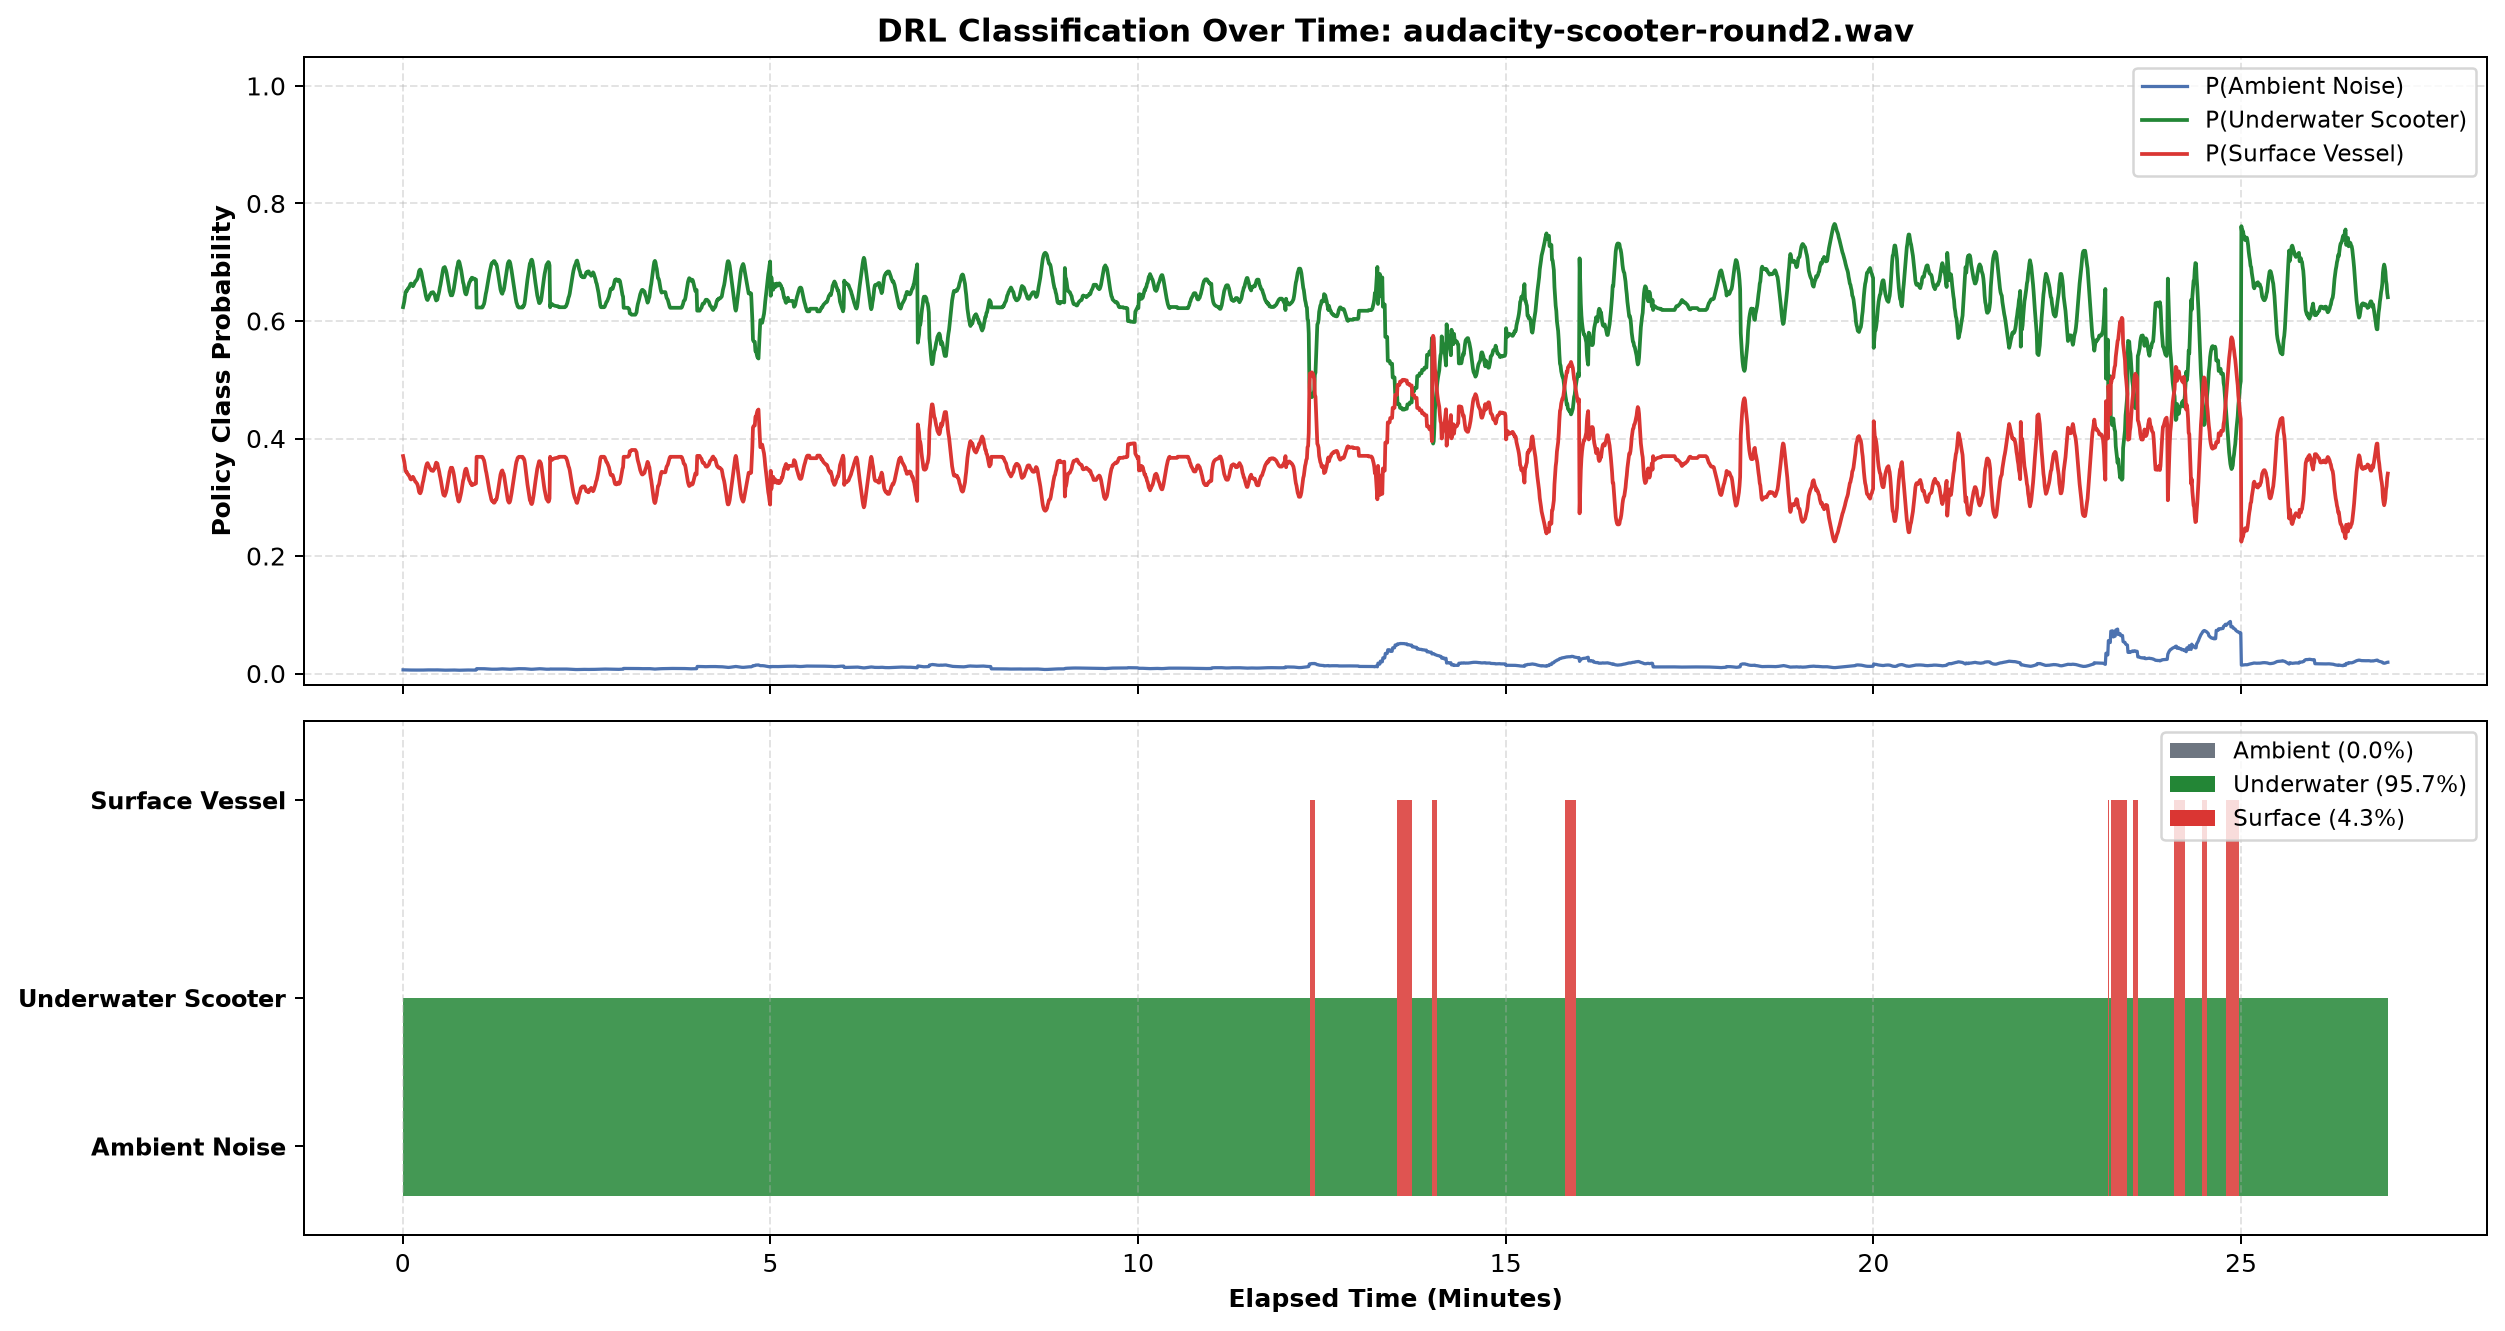 DRL Classification Over Time: audacity-scooter-round2.wav
Policy Class Probability
1.0
0.8
0.6
0.4
0.2
0.0
P(Ambient Noise)
P(Underwater Scooter)
P(Surface Vessel)
Surface Vessel
Underwater Scooter
Ambient Noise
Ambient (0.0%)
Underwater (95.7%)
Surface (4.3%)
0 5 10 15 20 25
Elapsed Time (Minutes)